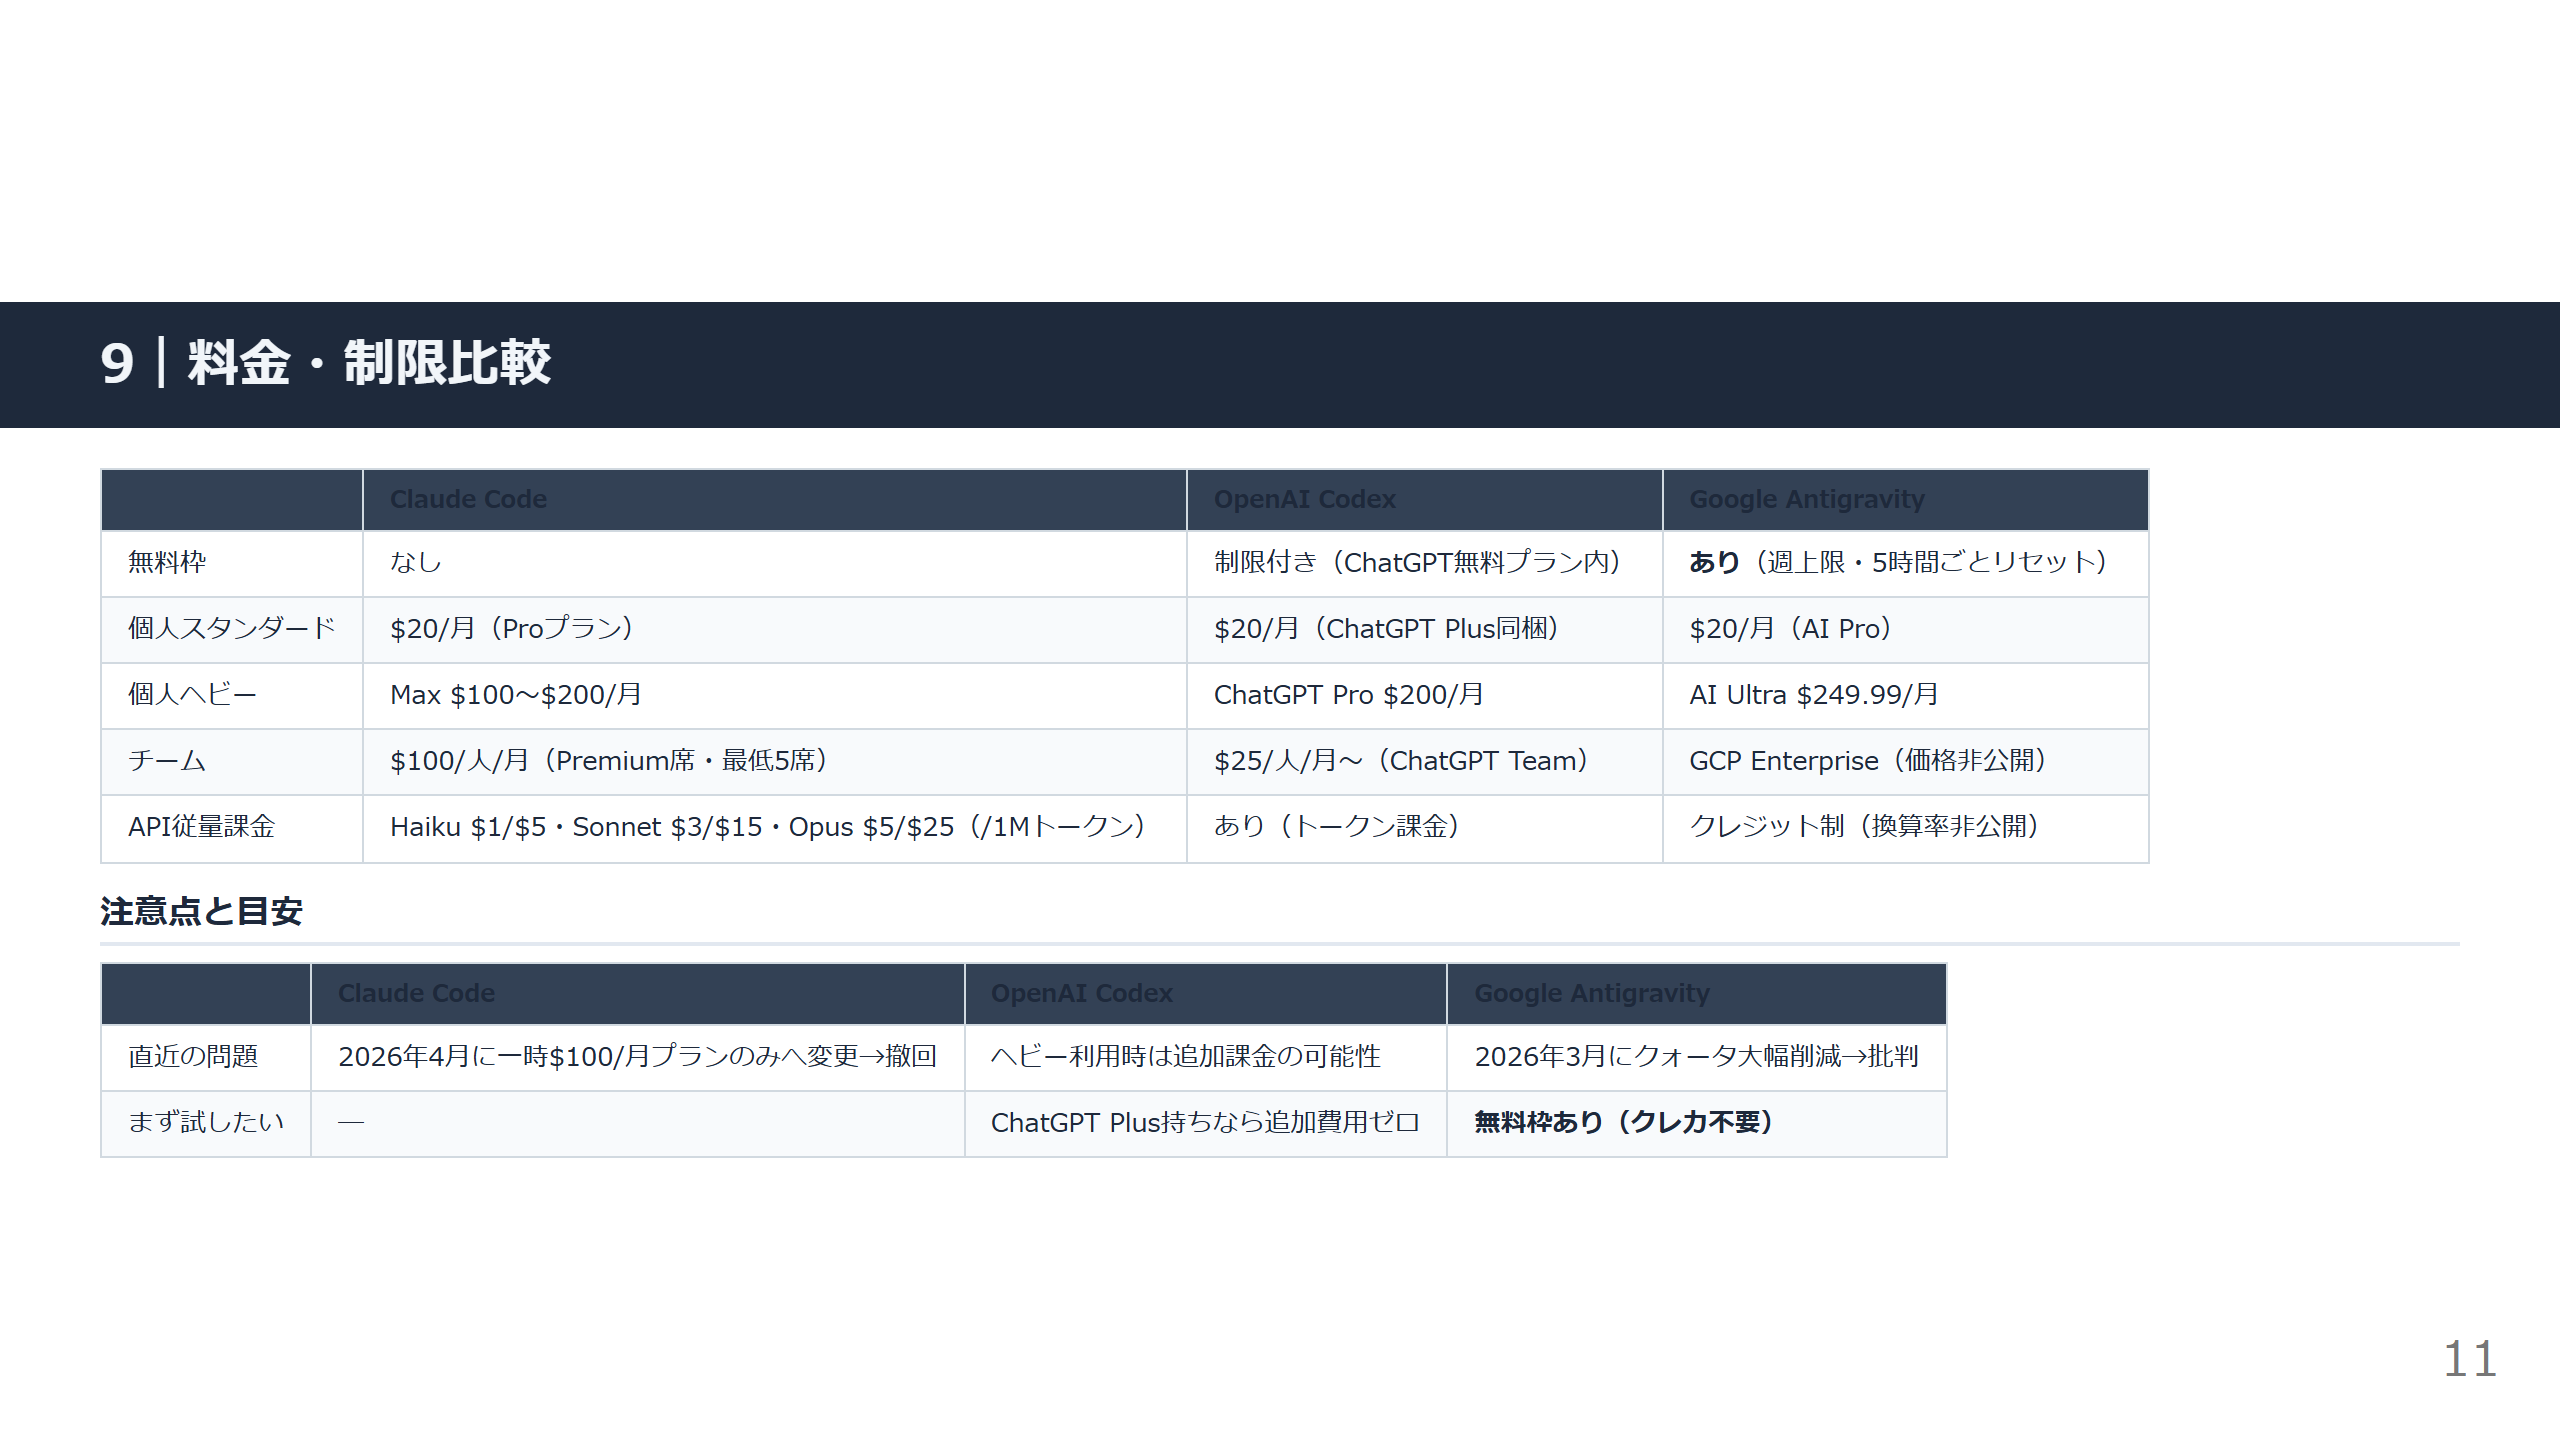 9｜料金・制限比較
Claude Code OpenAI Codex Google Antigravity
無料枠 なし 制限付き（ChatGPT無料プラン内） あり（週上限・5時間ごとリセット）
個人スタンダード $20/月（Proプラン） $20/月（ChatGPT Plus同梱） $20/月（AI Pro）
個人ヘビー Max $100～$200/月 ChatGPT Pro $200/月 AI Ultra $249.99/月
チーム $100/人/月（Premium席・最低5席） $25/人/月～（ChatGPT Team） GCP Enterprise（価格非公開）
API従量課金 Haiku $1/$5・Sonnet $3/$15・Opus $5/$25（/1Mトークン） あり（トークン課金） クレジット制（換算率非公開）
注意点と目安
Claude Code OpenAI Codex Google Antigravity
直近の問題 2026年4月に一時$100/月プランのみへ変更→撤回 ヘビー利用時は追加課金の可能性 2026年3月にクォータ大幅削減→批判
まず試したい — ChatGPT Plus持ちなら追加費用ゼロ 無料枠あり（クレカ不要）
11